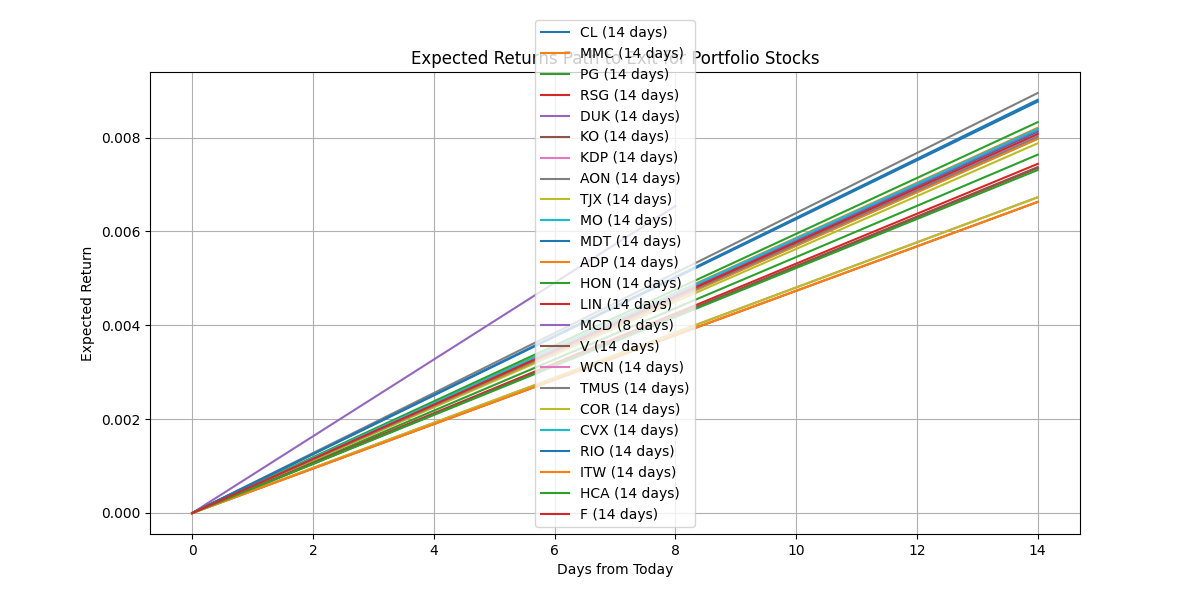 Expected Returns Path to Exit for Portfolio Stocks
CL (14 days)
MMC (14 days)
PG (14 days)
RSG (14 days)
DUK (14 days)
KO (14 days)
KDP (14 days)
AON (14 days)
TJX (14 days)
MO (14 days)
MDT (14 days)
ADP (14 days)
HON (14 days)
LIN (14 days)
MCD (8 days)
V (14 days)
WCN (14 days)
TMUS (14 days)
COR (14 days)
CVX (14 days)
RIO (14 days)
ITW (14 days)
HCA (14 days)
F (14 days)
Expected Return
0.008
0.006
0.004
0.002
0.000
0 2 4 6 8 10 12 14
Days from Today